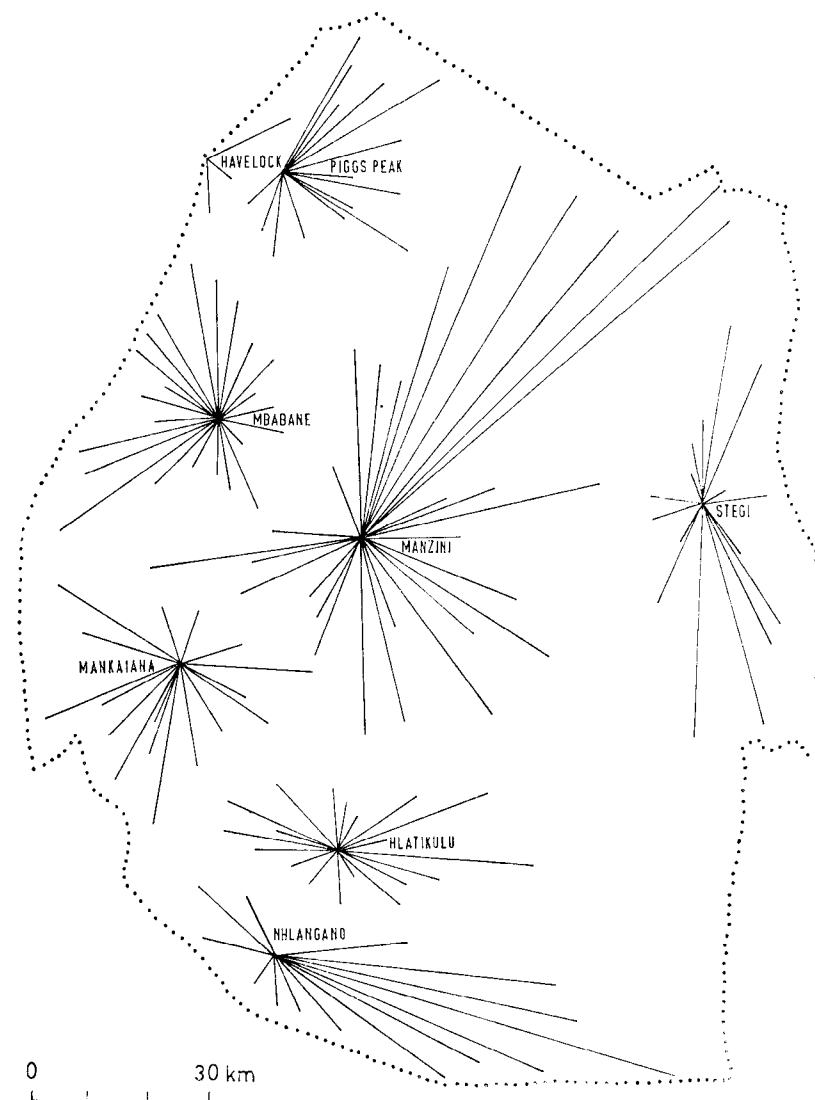 HAVELOCK
PIGGS PEAK
MBABANE
STEGI
MANZINI
MANKAIANA
HLATIKULU
NHLANGANO
0 30 km